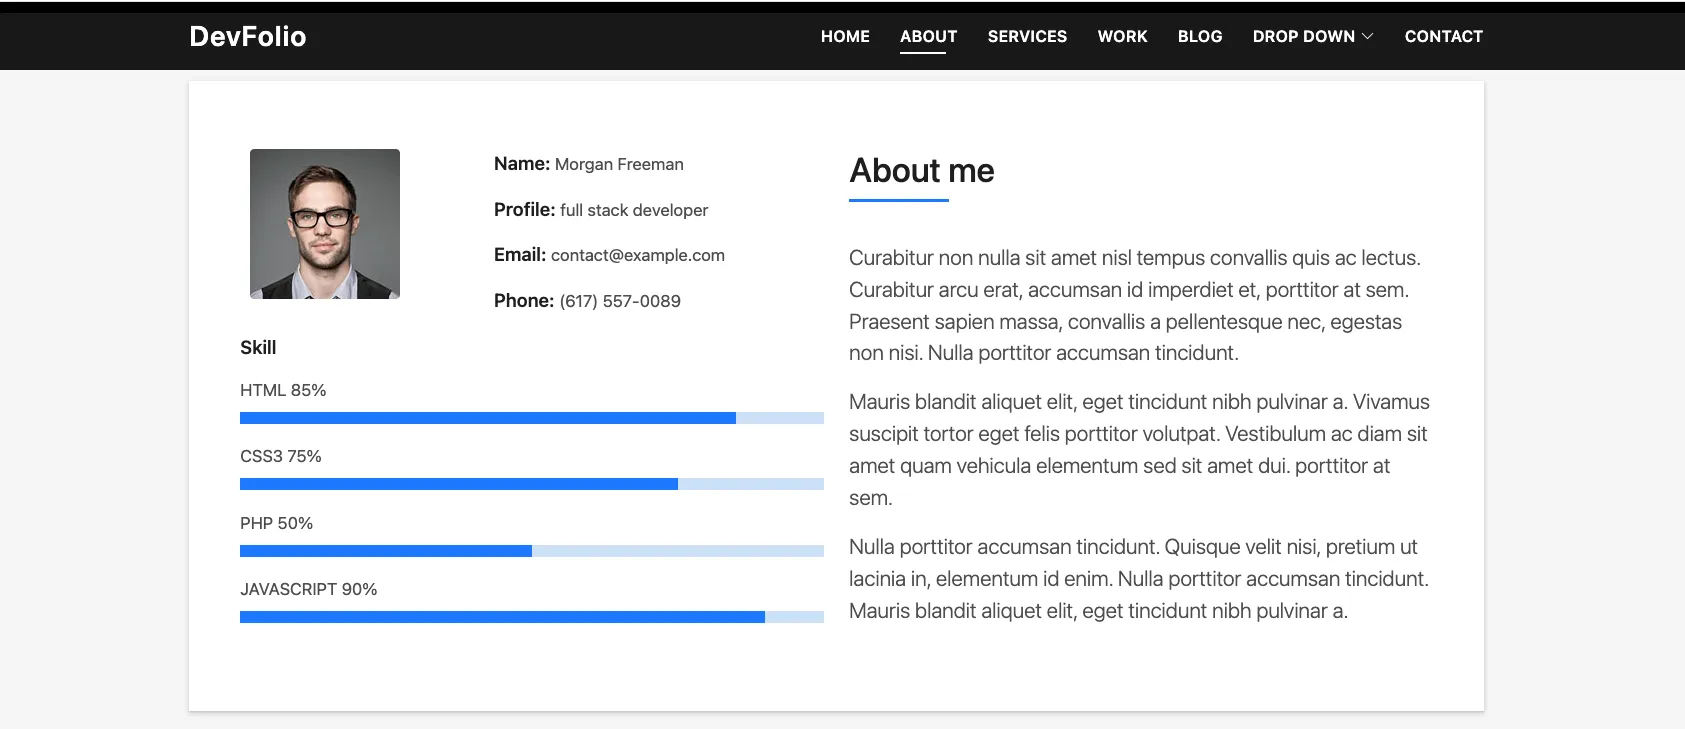 DevFolio
HOME ABOUT SERVICES WORK BLOG DROP DOWN CONTACT
Name: Morgan Freeman
Profile: full stack developer
Email: contact@example.com
Phone: (617) 557-0089
Skill
HTML 85%
CSS3 75%
PHP 50%
JAVASCRIPT 90%
About me
Curabitur non nulla sit amet nisl tempus convallis quis ac lectus.
Curabitur arcu erat, accumsan id imperdiet et, porttitor at sem.
Praesent sapien massa, convallis a pellentesque nec, egestas
non nisi. Nulla porttitor accumsan tincidunt.
Mauris blandit aliquet elit, eget tincidunt nibh pulvinar a. Vivamus
suscipit tortor eget felis porttitor volutpat. Vestibulum ac diam sit
amet quam vehicula elementum sed sit amet dui. porttitor at
sem.
Nulla porttitor accumsan tincidunt. Quisque velit nisi, pretium ut
lacinia in, elementum id enim. Nulla porttitor accumsan tincidunt.
Mauris blandit aliquet elit, eget tincidunt nibh pulvinar a.